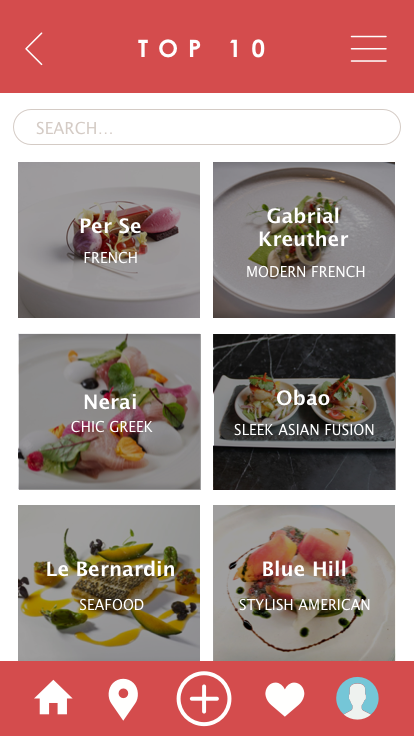 TOP 10
SEARCH...
Per Se
FRENCH
Gabrial
Kreuther
MODERN FRENCH
Nerai
CHIC GREEK
Obao
SLEEK ASIAN FUSION
Le Bernardin
SEAFOOD
Blue Hill
STYLISH AMERICAN